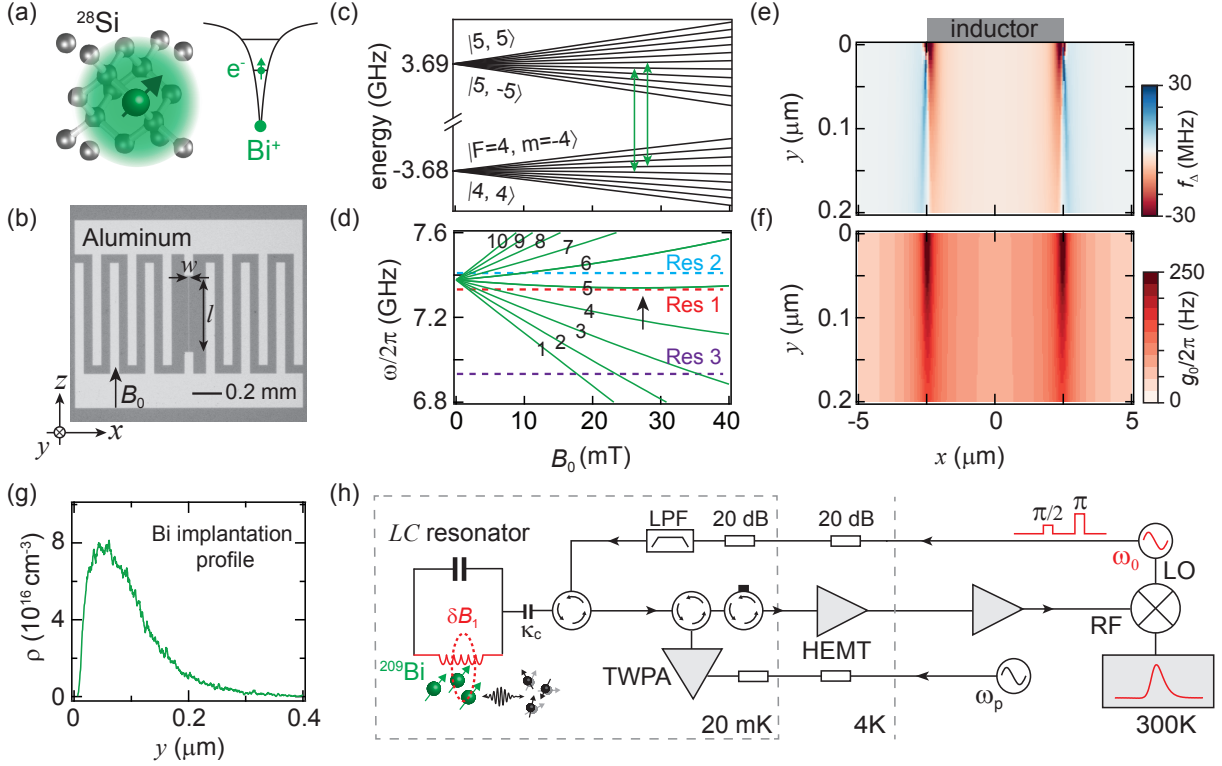 (a)
²⁸Si
e⁻
Bi⁺
(b)
Aluminum
w
l
B₀
0.2 mm
z
y
x
(c)
energy (GHz)
3.69
-3.68
|5, 5⟩
|5, -5⟩
|F=4, m=-4⟩
|4, 4⟩
(d)
ω/2π (GHz)
7.6
7.2
6.8
10 9 8 7
6
5
4
3
2
1
Res 2
Res 1
Res 3
0 10 20 30 40
B₀ (mT)
(e)
inductor
y (μm)
0
0.1
0.2
30
-30
f_Δ (MHz)
(f)
y (μm)
0
0.1
0.2
250
0
g₀/2π (Hz)
-5 0 5
x (μm)
(g)
ρ (10¹⁶ cm⁻³)
8
4
0
Bi implantation
profile
0 0.2 0.4
y (μm)
(h)
LC resonator
δB₁
²⁰⁹Bi
κ_c
LPF
20 dB
20 dB
π/2
π
ω₀
LO
RF
TWPA
HEMT
ω_p
20 mK
4K
300K